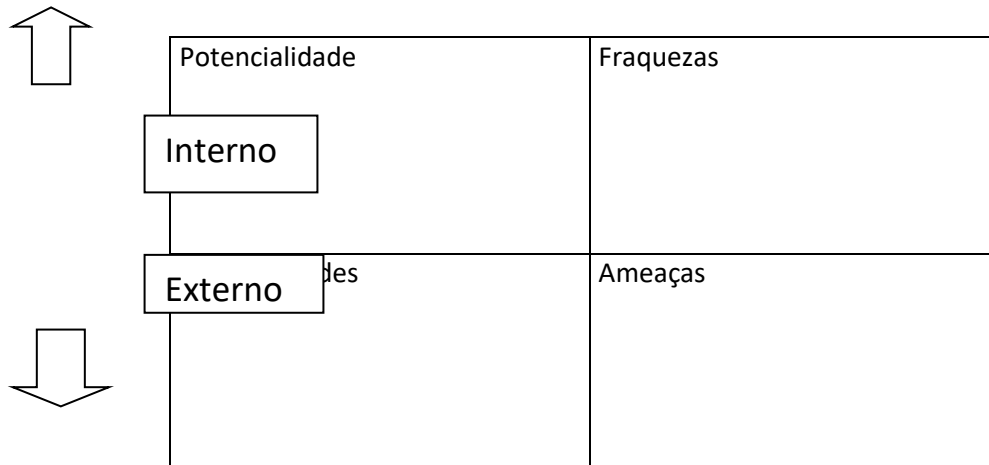 Potencialidade
Fraquezas
Interno
Externo
des
Ameaças